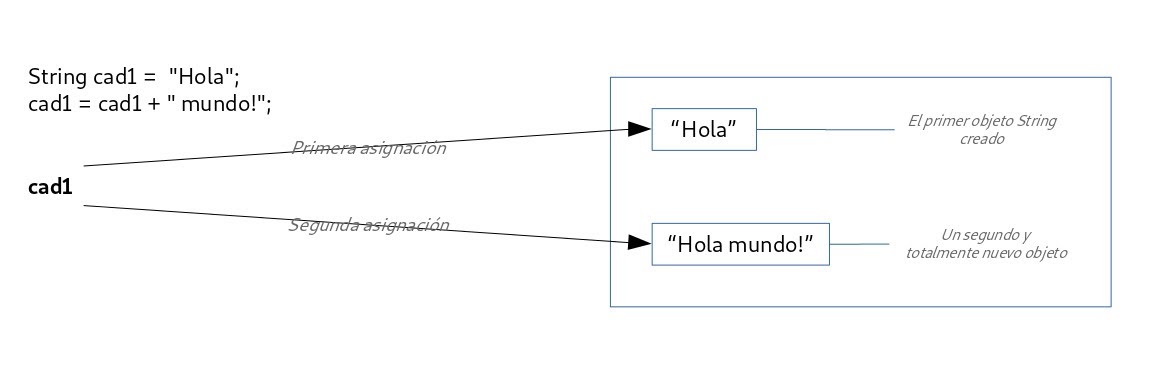 String cad1 =  "Hola";
cad1 = cad1 + " mundo!";
“Hola”
El primer objeto String
creado
Primera asignación
cad1
Segunda asignación
“Hola mundo!”
Un segundo y
totalmente nuevo objeto